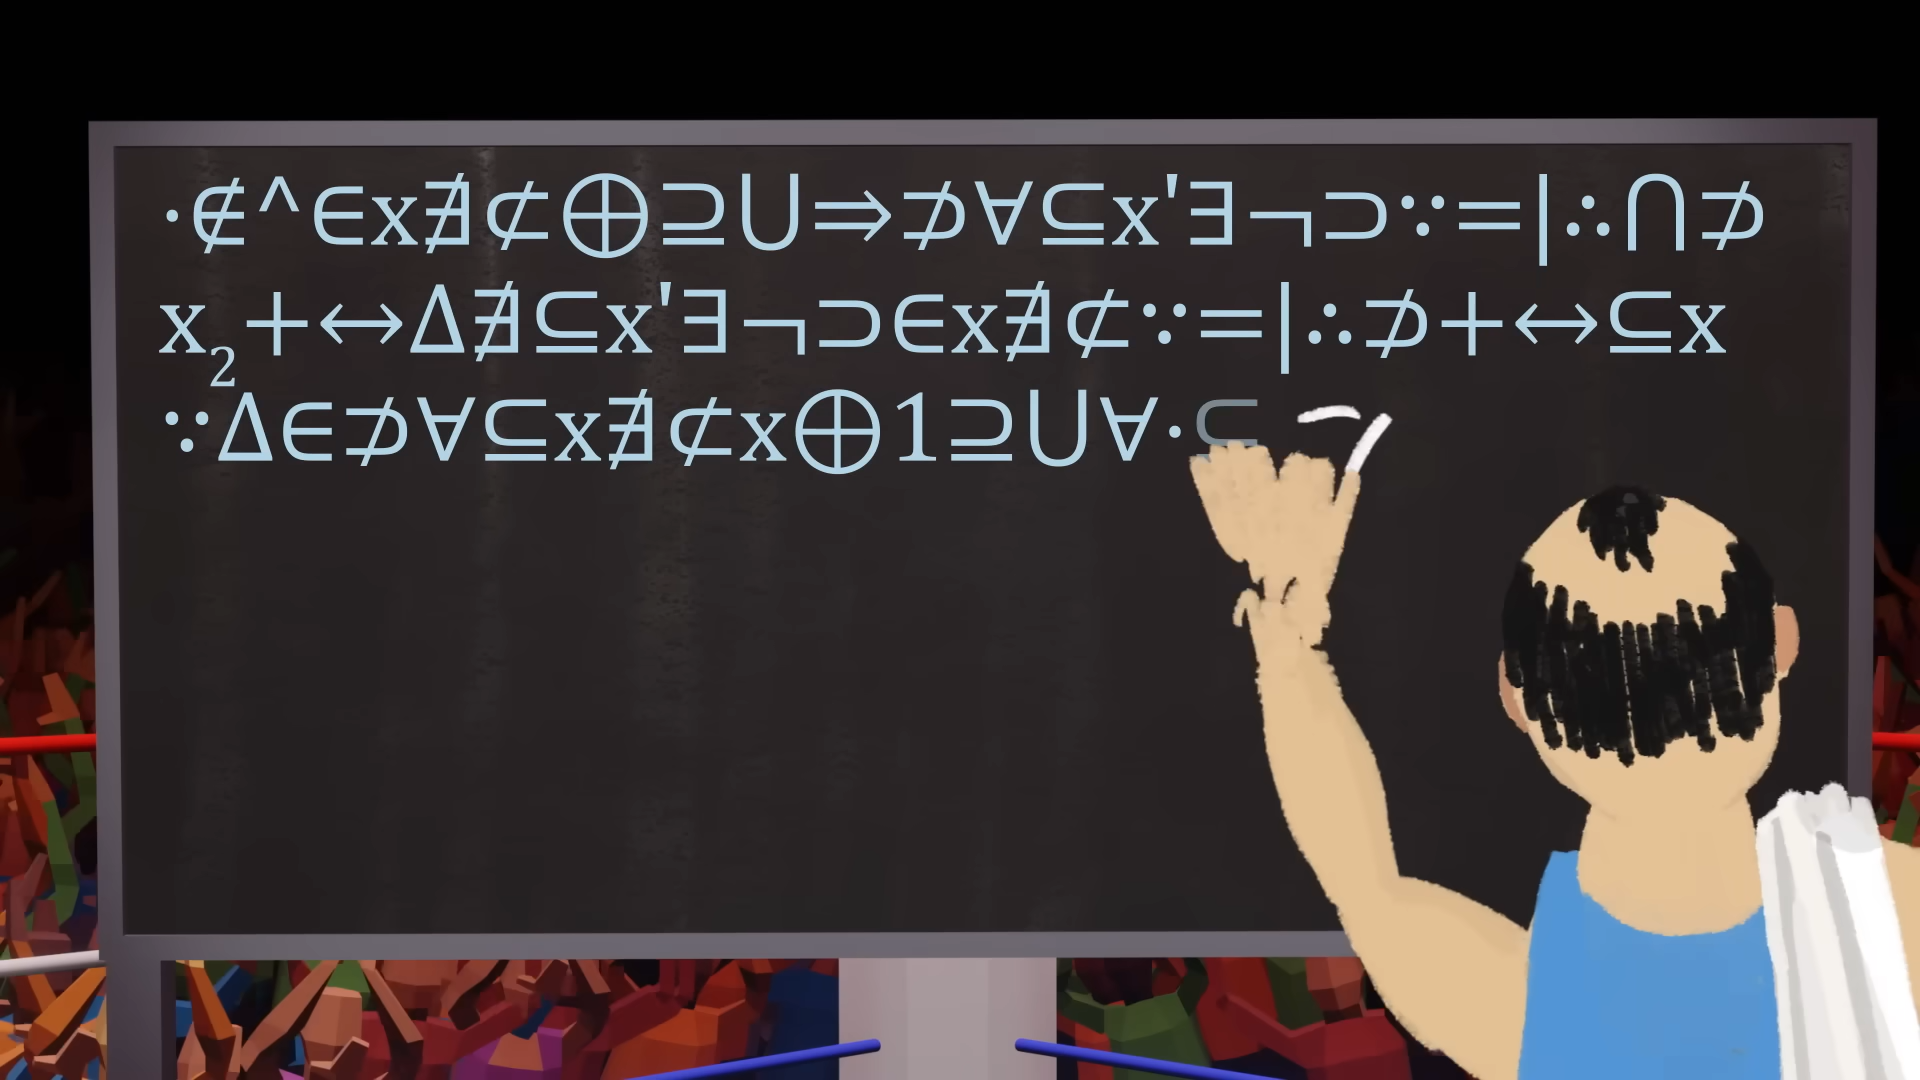 ·∉^∈x∄⊄⊕⊇∪⇒⊅∀⊆x'∃¬⊃∵=|∴∩⊅
x₂+↔∆∄⊆x'∃¬⊃∈x∄⊄∵=|∴⊅+↔⊆x
∵∆∈⊅∀⊆x∄⊄x⊕1⊇∪∀·⊆